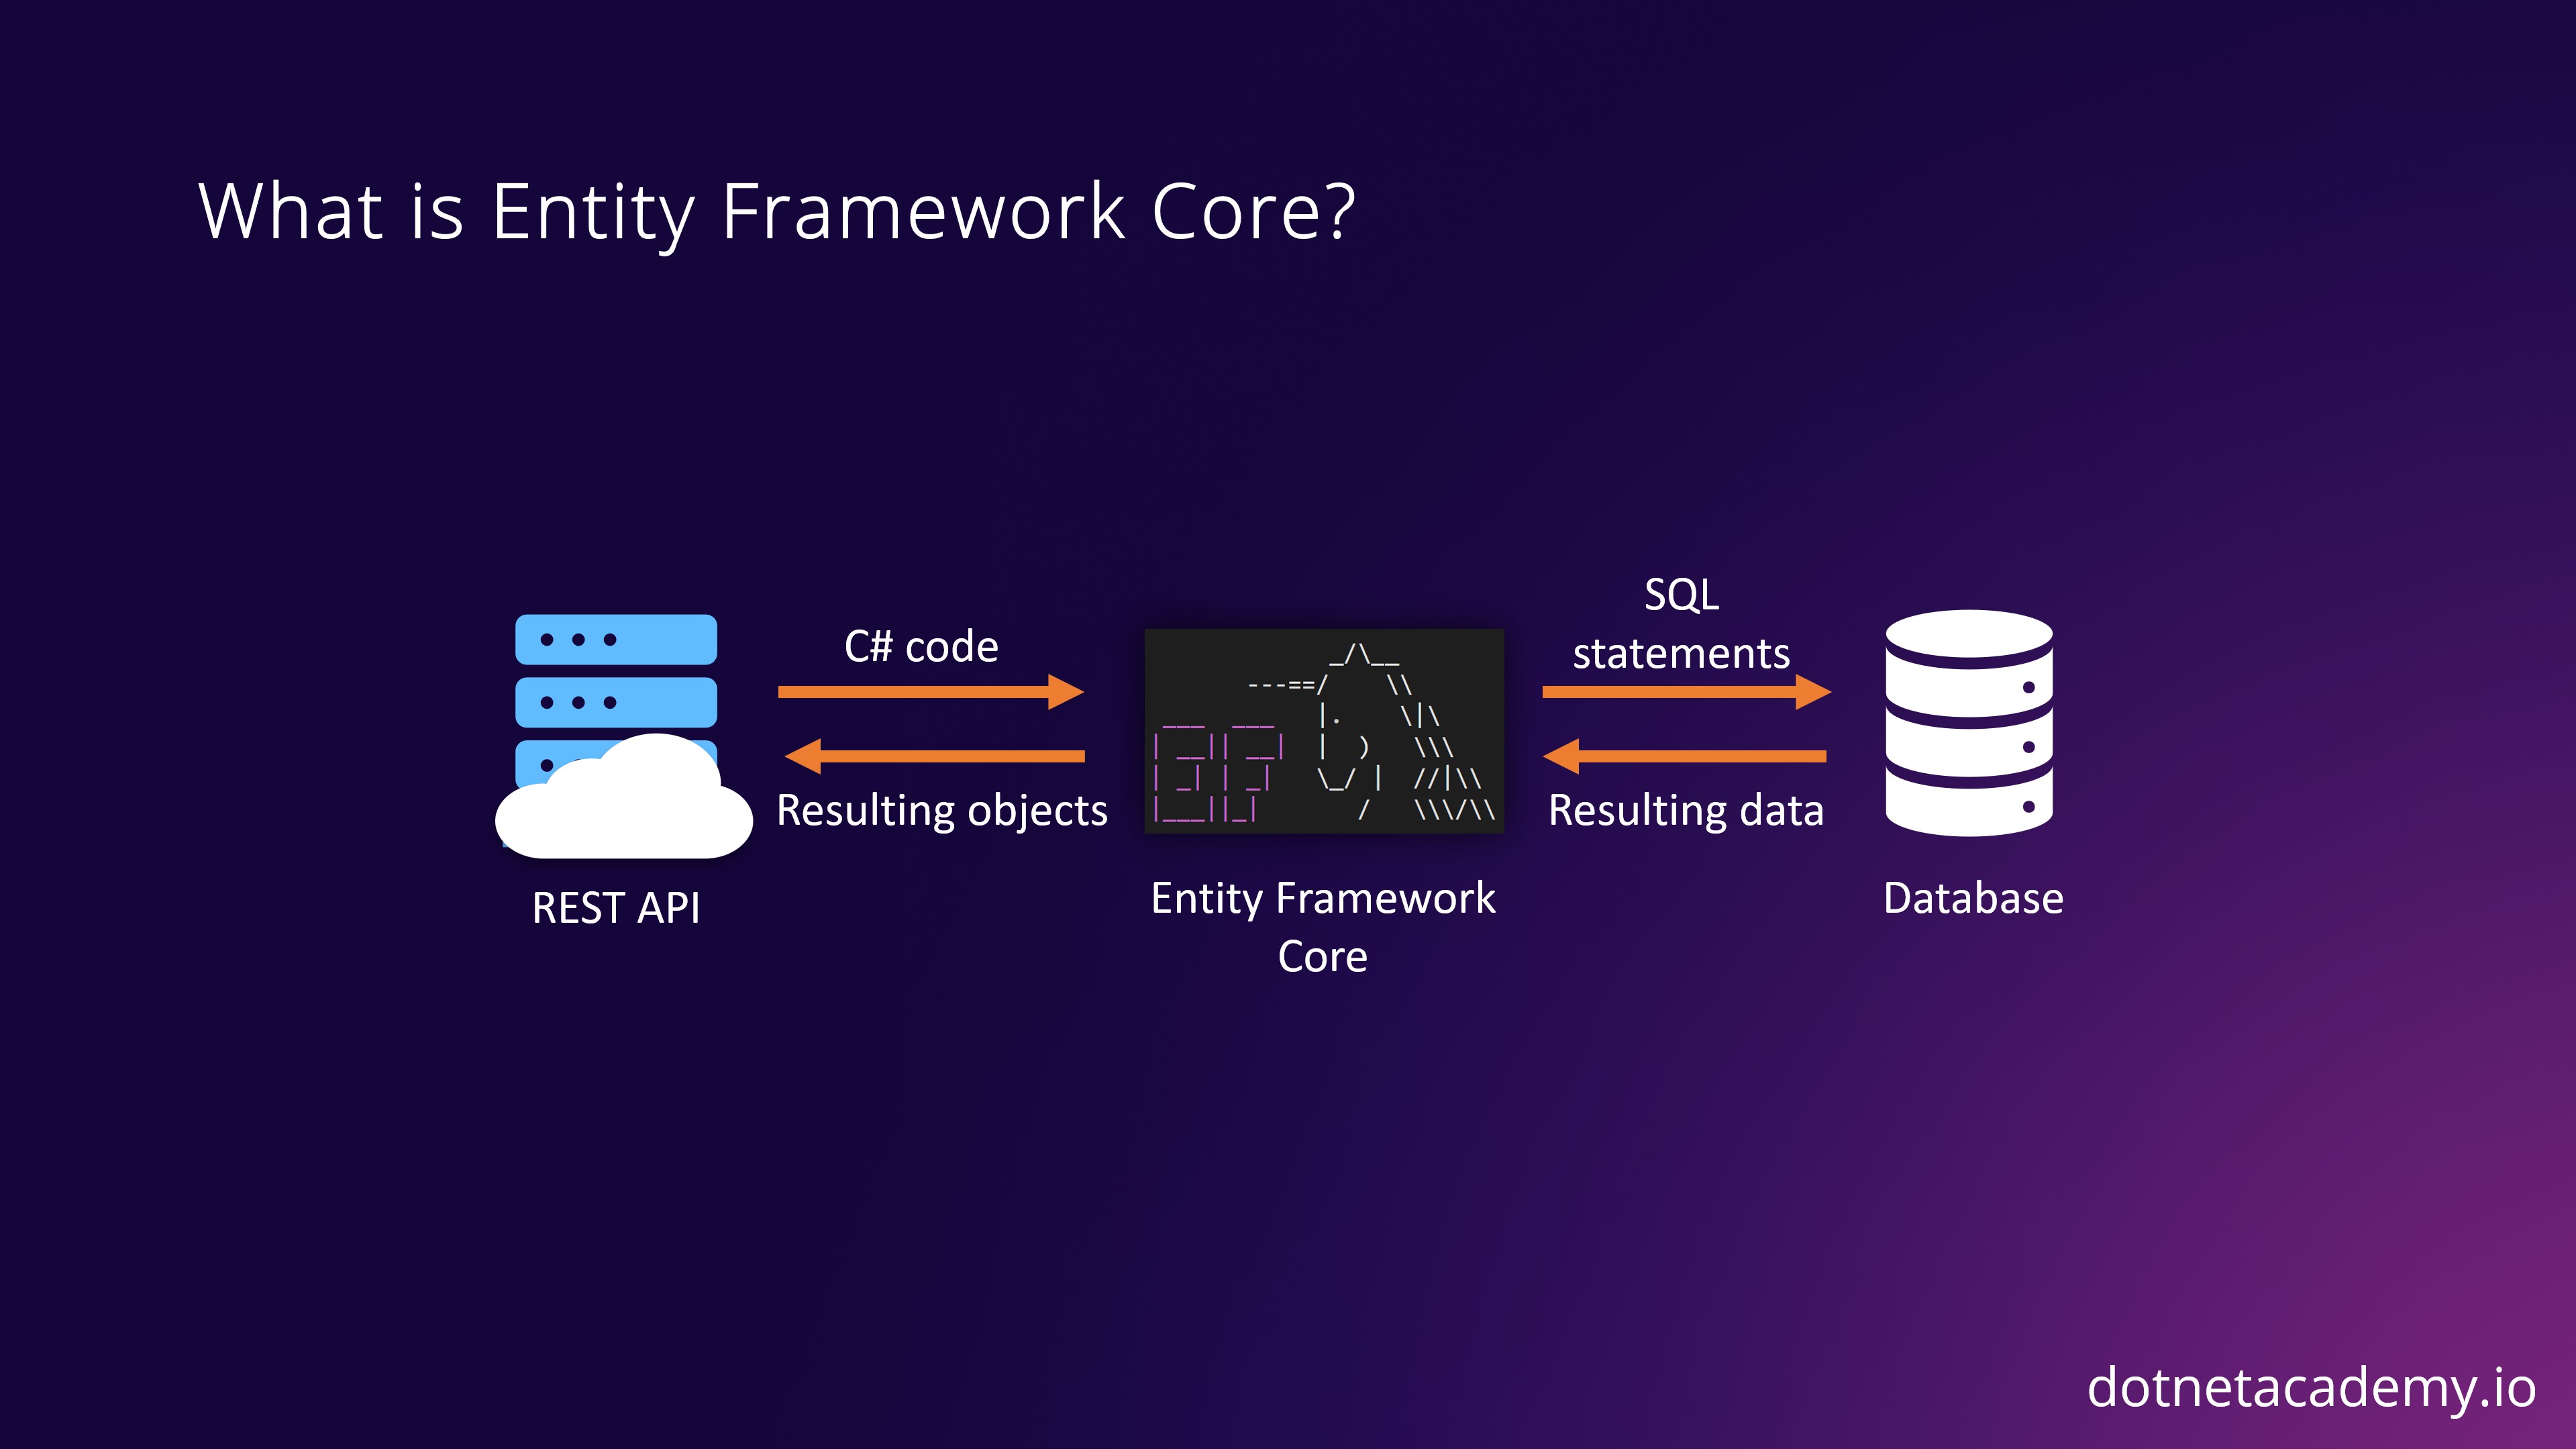 What is Entity Framework Core?
C# code
Resulting objects
SQL
statements
Resulting data
REST API
Entity Framework
Core
Database
dotnetacademy.io